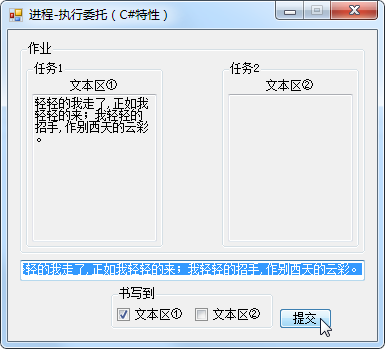 进程-执行委托（C#特性）
作业
任务1
任务2
文本区①
文本区②
轻轻的我走了,正如我
轻轻的来；我轻轻的
招手,作别西天的云彩
。
轻的我走了,正如我轻轻的来；我轻轻的招手,作别西天的云彩。
书写到
文本区①
文本区②
提交